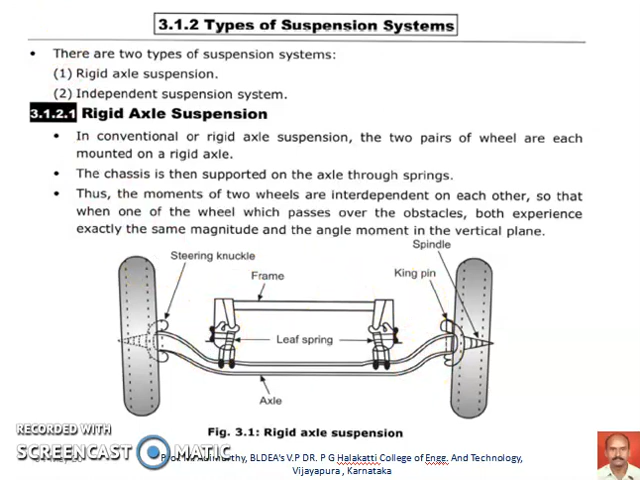 3.1.2 Types of Suspension Systems
• There are two types of suspension systems:
(1) Rigid axle suspension.
(2) Independent suspension system.
3.1.2.1 Rigid Axle Suspension
• In conventional or rigid axle suspension, the two pairs of wheel are each
mounted on a rigid axle.
• The chassis is then supported on the axle through springs.
• Thus, the moments of two wheels are interdependent on each other, so that
when one of the wheel which passes over the obstacles, both experience
exactly the same magnitude and the angle moment in the vertical plane.
Spindle
Steering knuckle
Frame
King pin
Leaf spring
Axle
Fig. 3.1: Rigid axle suspension
RECORDED WITH
SCREENCAST MATIC
BLDEA's V.P DR. P G Halakatti College of Engg. And Technology,
Vijayapura , Karnataka